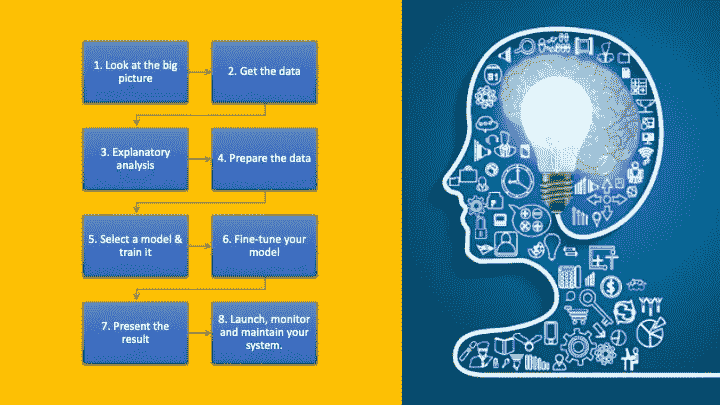 1. Look at the big
picture
2. Get the data
3. Explanatory
analysis
4. Prepare the data
5. Select a model &
train it
6. Fine-tune your
model
7. Present the
result
8. Launch, monitor
and maintain your
system.